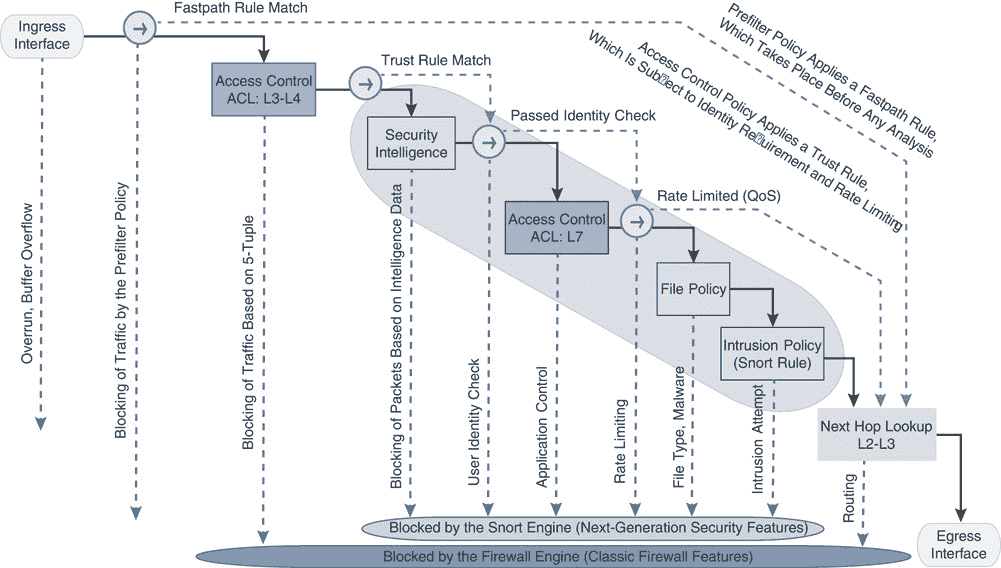 Fastpath Rule Match
Ingress
Interface
Prefilter Policy Applies a Fastpath Rule,
Which Takes Place Before Any Analysis
Access Control Policy Applies a Trust Rule,
Which Is Sub⍰ect to Identity Re⍰uirement and Rate Limiting
Trust Rule Match
Access Control
ACL: L3-L4
Passed Identity Check
Security
Intelligence
Rate Limited (QoS)
Access Control
ACL: L7
File Policy
Intrusion Policy
(Snort Rule)
Next Hop Lookup
L2-L3
Overrun, Buffer Overflow
Blocking of Traffic by the Prefilter Policy
Blocking of Traffic Based on 5-Tuple
Blocking of Packets Based on Intelligence Data
User Identity Check
Application Control
Rate Limiting
File Type, Malware
Intrusion Attempt
Routing
Blocked by the Snort Engine (Next-Generation Security Features)
Blocked by the Firewall Engine (Classic Firewall Features)
Egress
Interface